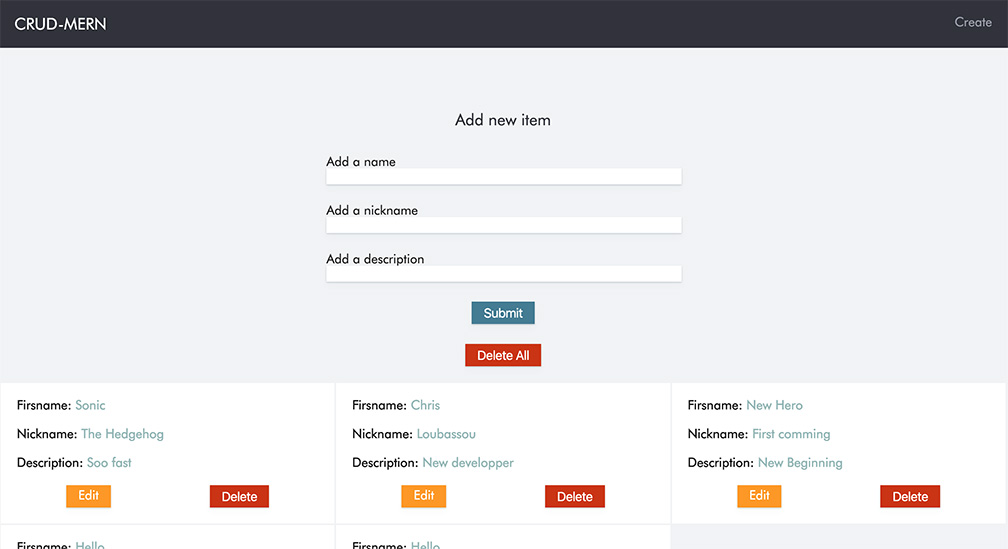 CRUD-MERN
Create
Add new item
Add a name
Add a nickname
Add a description
Submit
Delete All
Firsname: Sonic
Nickname: The Hedgehog
Description: Soo fast
Edit
Delete
Firsname: Chris
Nickname: Loubassou
Description: New developper
Edit
Delete
Firsname: New Hero
Nickname: First comming
Description: New Beginning
Edit
Delete
Firsname: Hello
Firsname: Hello